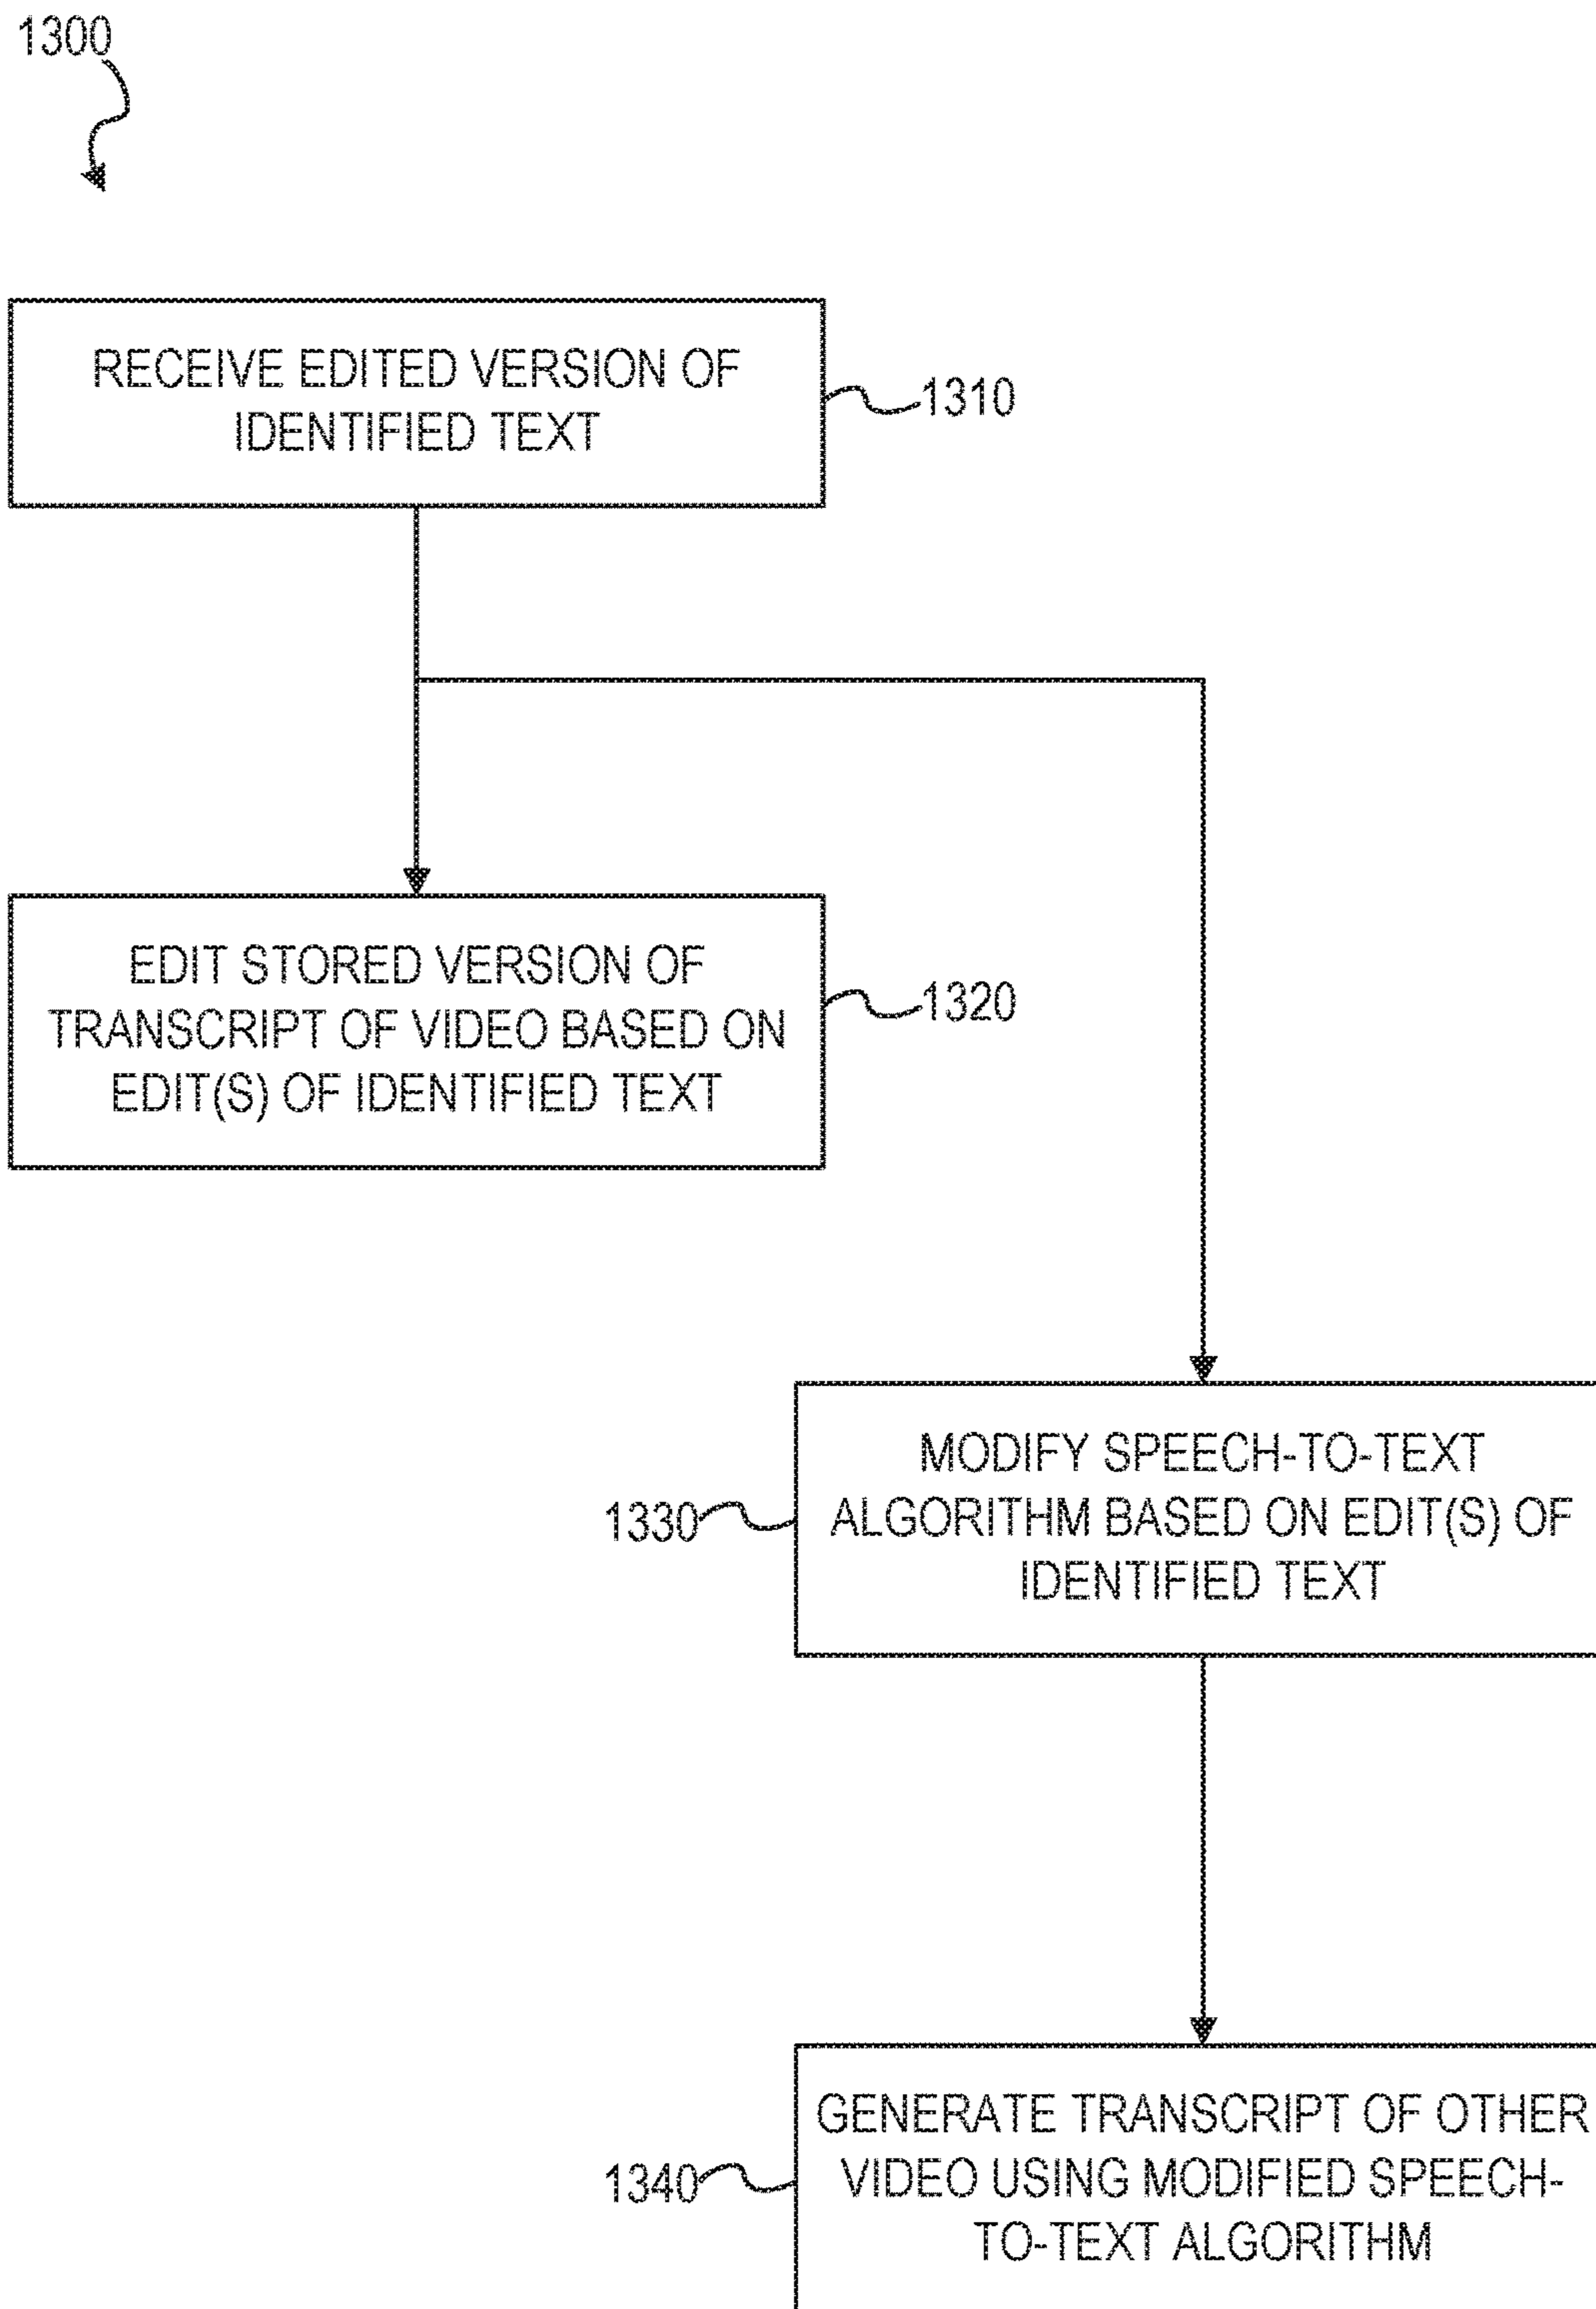 1300
RECEIVE EDITED VERSION OF
IDENTIFIED TEXT
1310
EDIT STORED VERSION OF
TRANSCRIPT OF VIDEO BASED ON
EDIT(S) OF IDENTIFIED TEXT
1320
MODIFY SPEECH-TO-TEXT
ALGORITHM BASED ON EDIT(S) OF
IDENTIFIED TEXT
1330
GENERATE TRANSCRIPT OF OTHER
VIDEO USING MODIFIED SPEECH-
TO-TEXT ALGORITHM
1340